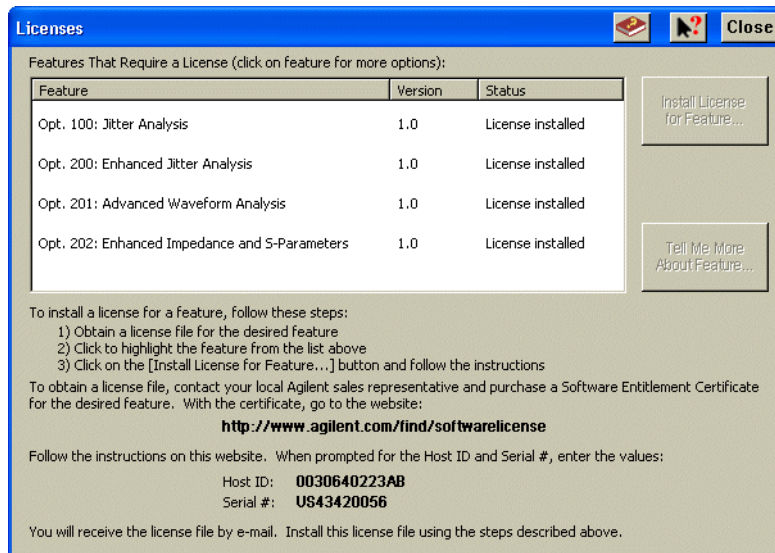 Licenses
Close
Features That Require a License (click on feature for more options):
Feature Version Status
Opt. 100: Jitter Analysis 1.0 License installed
Opt. 200: Enhanced Jitter Analysis 1.0 License installed
Opt. 201: Advanced Waveform Analysis 1.0 License installed
Opt. 202: Enhanced Impedance and S-Parameters 1.0 License installed
Install License
for Feature...
Tell Me More
About Feature...
To install a license for a feature, follow these steps:
1) Obtain a license file for the desired feature
2) Click to highlight the feature from the list above
3) Click on the [Install License for Feature...] button and follow the instructions
To obtain a license file, contact your local Agilent sales representative and purchase a Software Entitlement Certificate
for the desired feature. With the certificate, go to the website:
http://www.agilent.com/find/softwarelicense
Follow the instructions on this website. When prompted for the Host ID and Serial #, enter the values:
Host ID: 0030640223AB
Serial #: US43420056
You will receive the license file by e-mail. Install this license file using the steps described above.